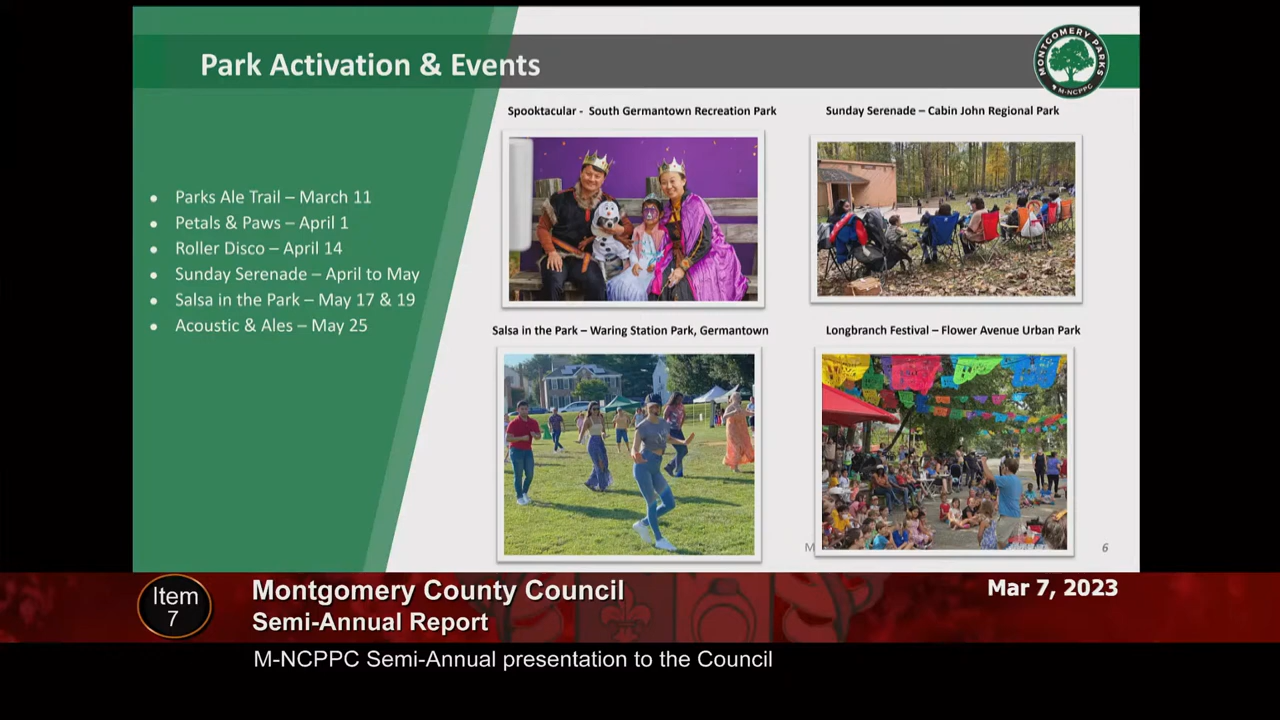 Park Activation & Events
MONTGOMERY PARKS
M-NCPPC
Parks Ale Trail – March 11
Petals & Paws – April 1
Roller Disco – April 14
Sunday Serenade – April to May
Salsa in the Park – May 17 & 19
Acoustic & Ales – May 25
Spooktacular - South Germantown Recreation Park
Sunday Serenade – Cabin John Regional Park
Salsa in the Park – Waring Station Park, Germantown
Longbranch Festival – Flower Avenue Urban Park
6
Item
7
Montgomery County Council
Semi-Annual Report
Mar 7, 2023
M-NCPPC Semi-Annual presentation to the Council